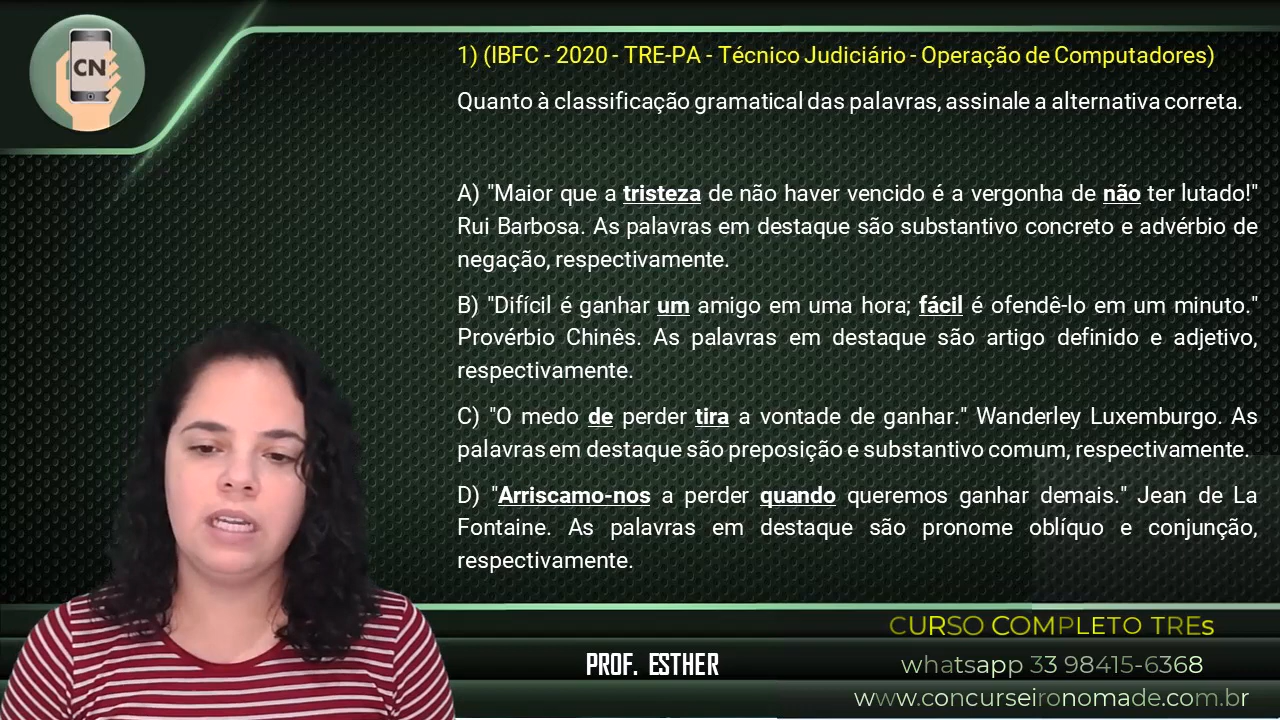 CN
1) (IBFC - 2020 - TRE-PA - Técnico Judiciário - Operação de Computadores)
Quanto à classificação gramatical das palavras, assinale a alternativa correta.
A) "Maior que a tristeza de não haver vencido é a vergonha de não ter lutado!"
Rui Barbosa. As palavras em destaque são substantivo concreto e advérbio de
negação, respectivamente.
B) "Difícil é ganhar um amigo em uma hora; fácil é ofendê-lo em um minuto."
Provérbio Chinês. As palavras em destaque são artigo definido e adjetivo,
respectivamente.
C) "O medo de perder tira a vontade de ganhar." Wanderley Luxemburgo. As
palavras em destaque são preposição e substantivo comum, respectivamente.
D) "Arriscamo-nos a perder quando queremos ganhar demais." Jean de La
Fontaine. As palavras em destaque são pronome oblíquo e conjunção,
respectivamente.
CURSO COMPLETO TREs
PROF. ESTHER
whatsapp 33 98415-6368
www.concurseironomade.com.br